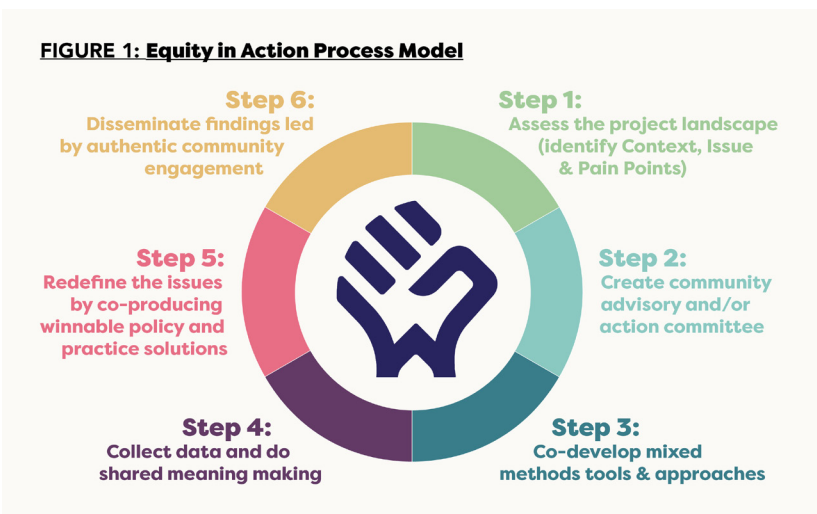 FIGURE 1: Equity in Action Process Model
Step 1:
Assess the project landscape
(identify Context, Issue
& Pain Points)
Step 2:
Create community
advisory and/or
action committee
Step 3:
Co-develop mixed
methods tools & approaches
Step 4:
Collect data and do
shared meaning making
Step 5:
Redefine the issues
by co-producing
winnable policy and
practice solutions
Step 6:
Disseminate findings led
by authentic community
engagement